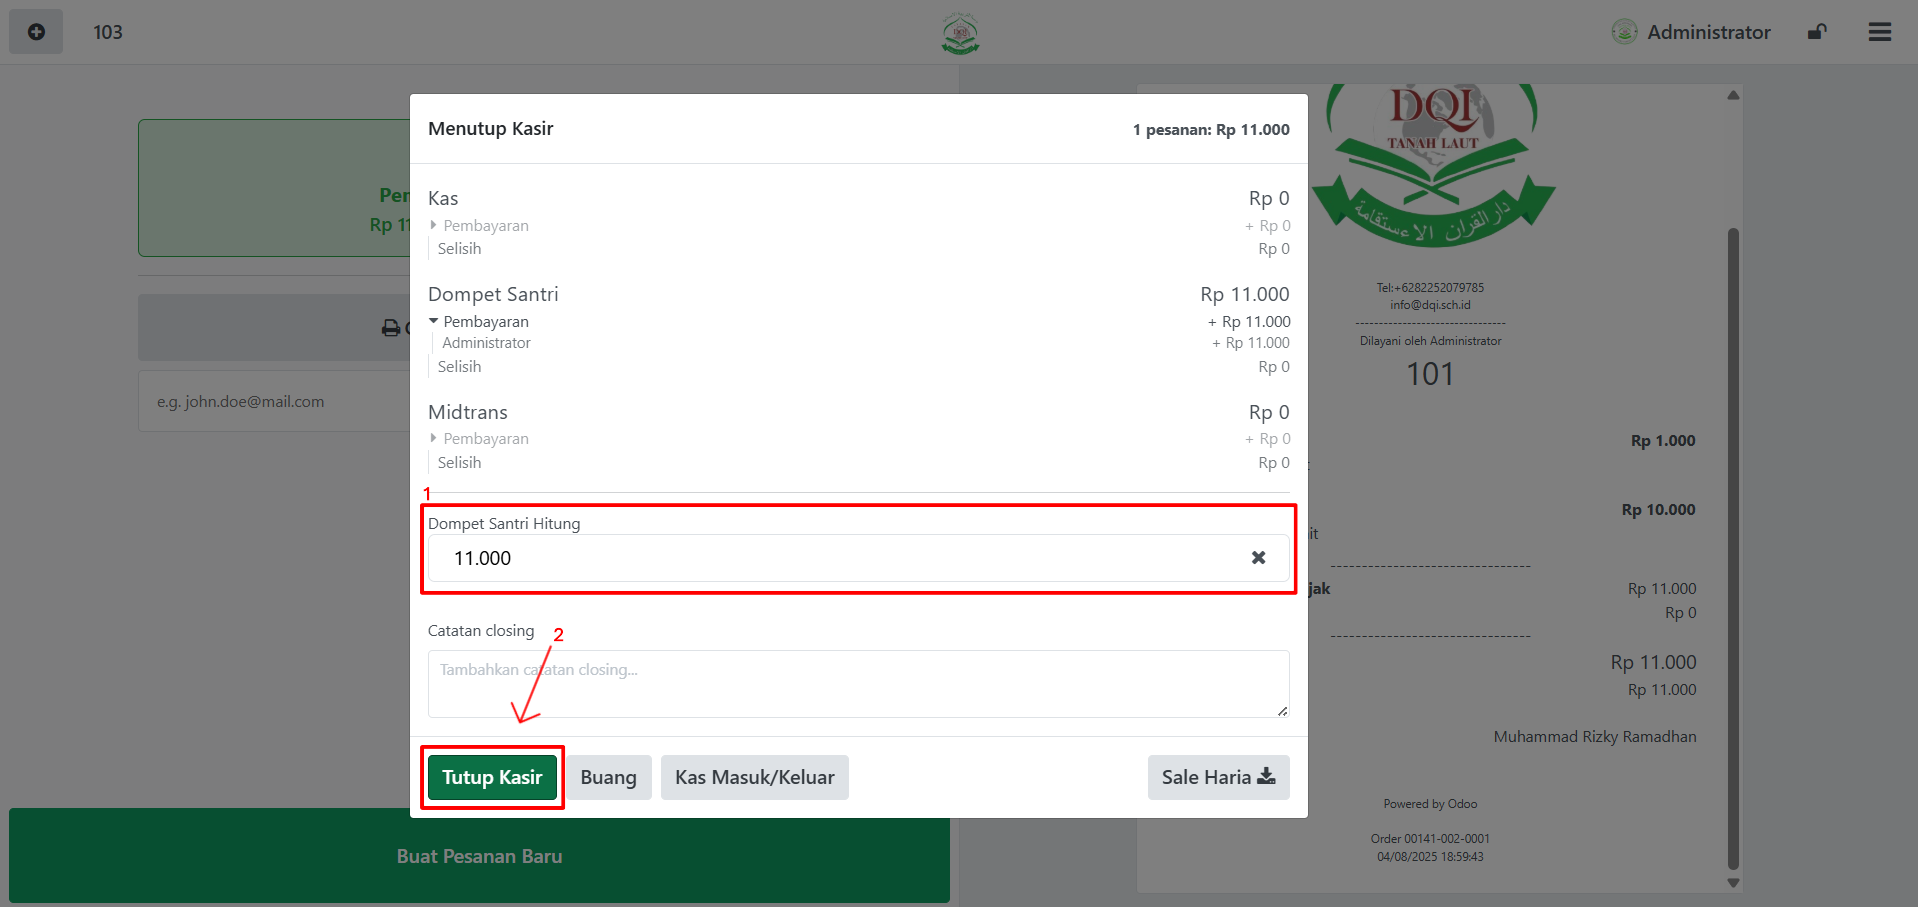 103
Administrator
Menutup Kasir
1 pesanan: Rp 11.000
Kas
Rp 0
Pembayaran
+ Rp 0
Selisih
Rp 0
Dompet Santri
Rp 11.000
Pembayaran
+ Rp 11.000
Administrator
+ Rp 11.000
Selisih
Rp 0
Midtrans
Rp 0
Pembayaran
+ Rp 0
Selisih
Rp 0
1
Dompet Santri Hitung
11.000
Catatan closing
2
Tambahkan catatan closing...
Tutup Kasir
Buang
Kas Masuk/Keluar
Sale Haria
Rp 11
e.g. john.doe@mail.com
Buat Pesanan Baru
DQI
TANAH LAUT
دار القران الاءستقامة
Tel:+6282252079785
info@dqi.sch.id
--------------------------------
Dilayani oleh Administrator
101
Rp 1.000
Rp 10.000
it
--------------------------------
jak
Rp 11.000
Rp 0
--------------------------------
Rp 11.000
Rp 11.000
Muhammad Rizky Ramadhan
Powered by Odoo
Order 00141-002-0001
04/08/2025 18:59:43